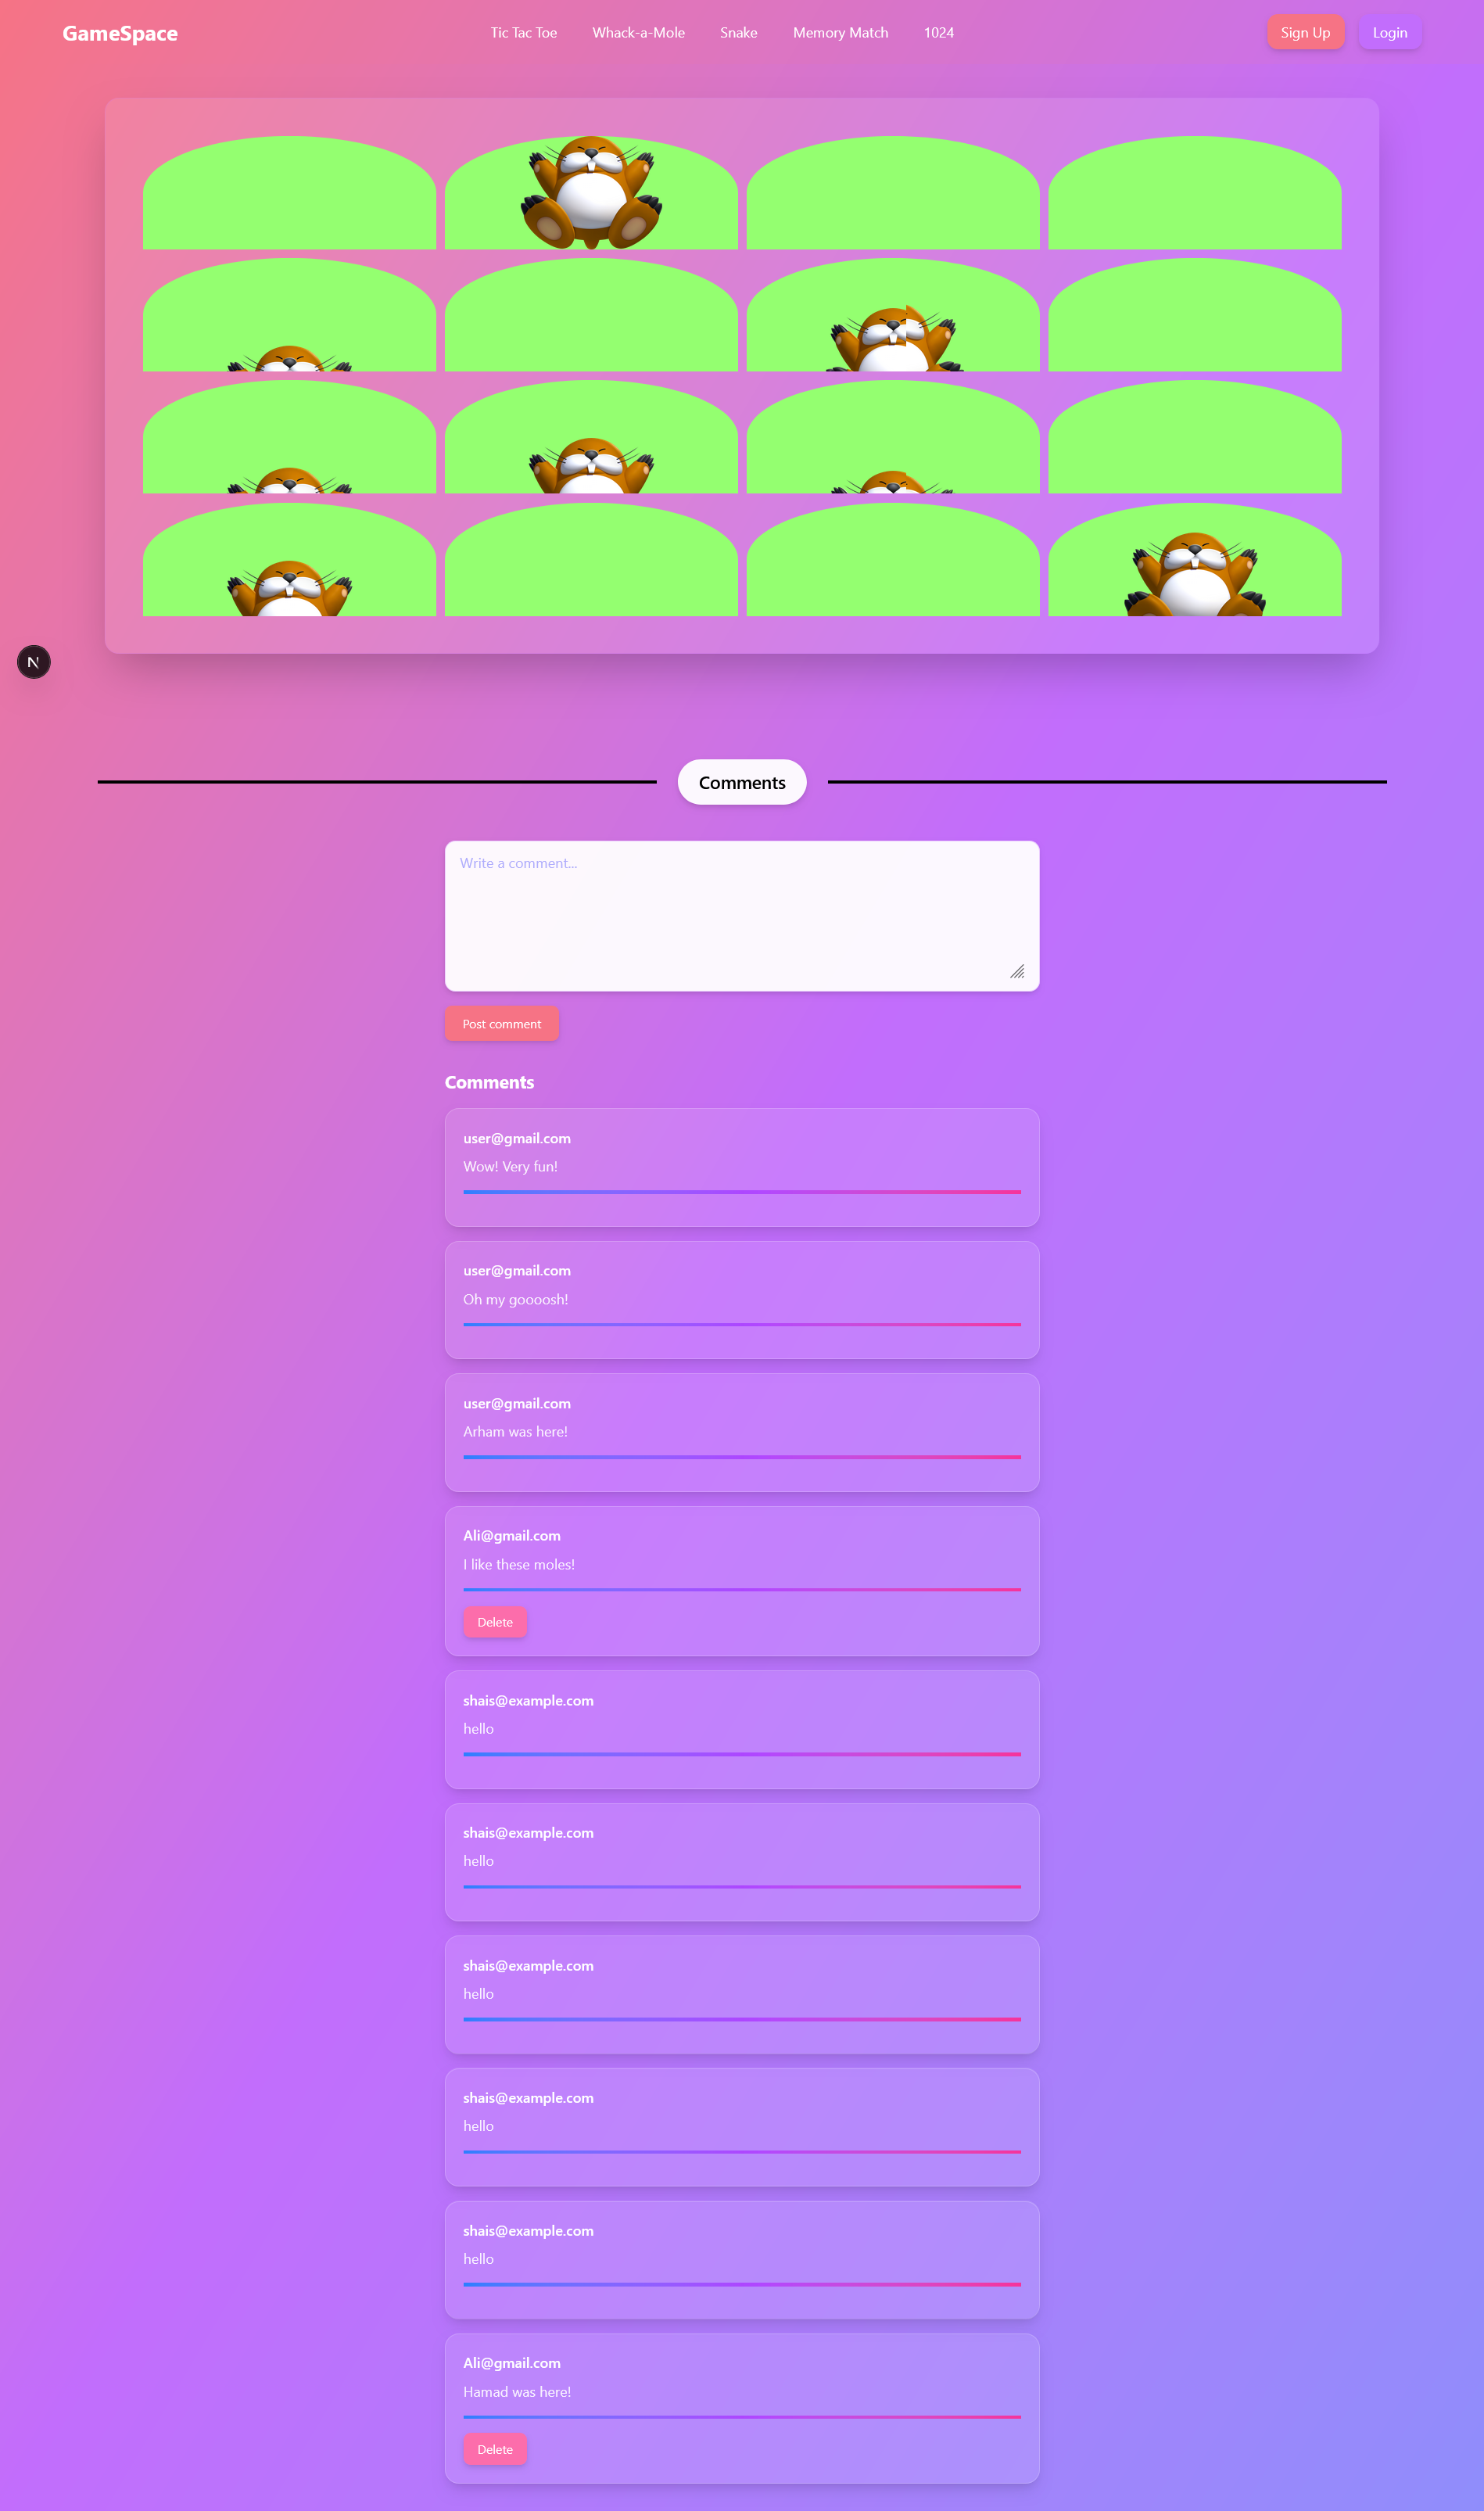 GameSpace
Tic Tac Toe
Whack-a-Mole
Snake
Memory Match
1024
Sign Up
Login
N
Comments
Write a comment...
Post comment
Comments
user@gmail.com
Wow! Very fun!
user@gmail.com
Oh my goooosh!
user@gmail.com
Arham was here!
Ali@gmail.com
I like these moles!
Delete
shais@example.com
hello
shais@example.com
hello
shais@example.com
hello
shais@example.com
hello
shais@example.com
hello
Ali@gmail.com
Hamad was here!
Delete